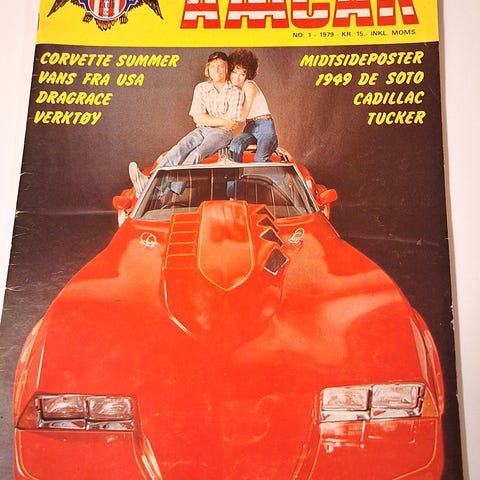 AMCAR
NO. 1 - 1979 - KR. 15,- INKL. MOMS.
CORVETTE SUMMER
VANS FRA USA
DRAGRACE
VERKTØY
MIDTSIDEPOSTER
1949 DE SOTO
CADILLAC
TUCKER